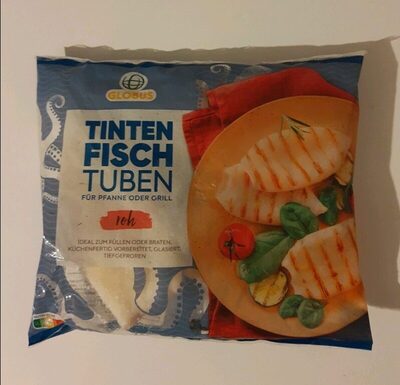 GLOBUS
TINTEN
FISCH
TUBEN
FÜR PFANNE ODER GRILL
roh
IDEAL ZUM FÜLLEN ODER BRATEN,
KÜCHENFERTIG VORBEREITET, GLASIERT,
TIEFGEFROREN